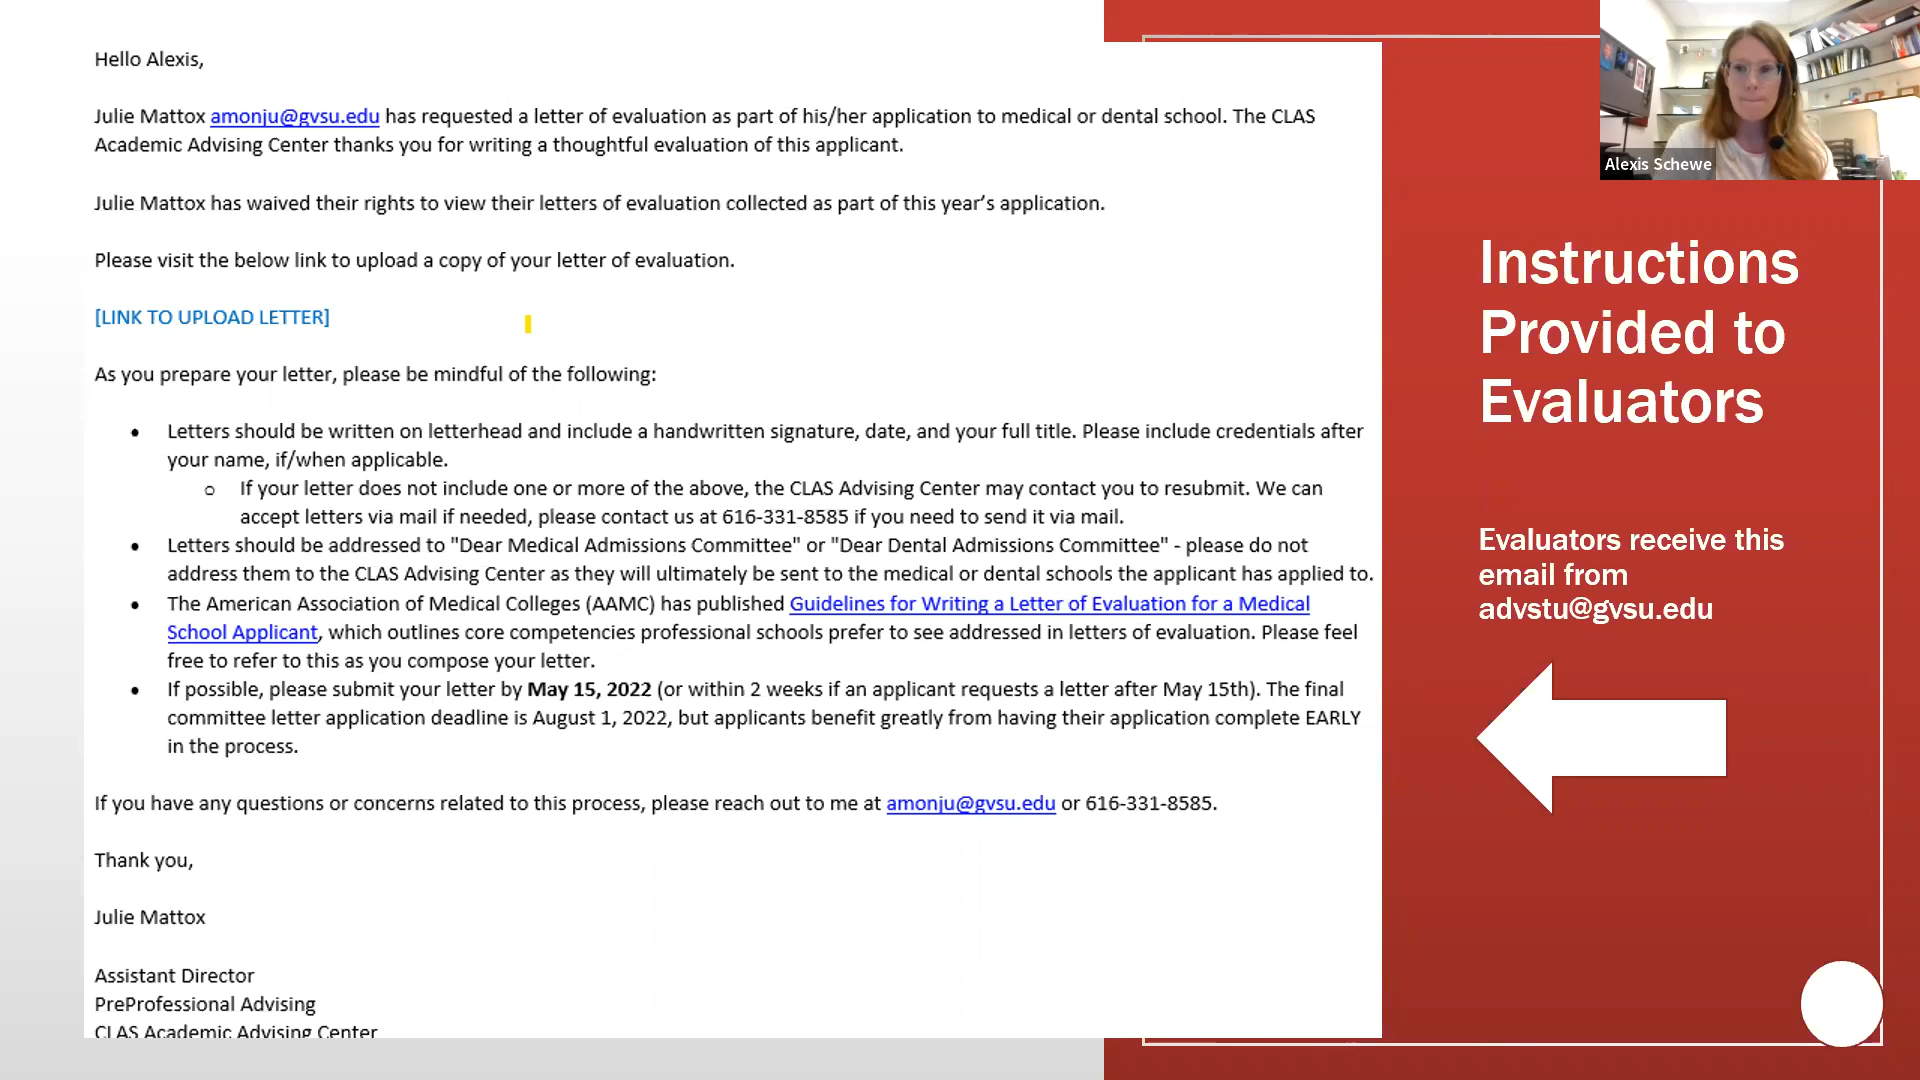 Hello Alexis,
Julie Mattox amonju@gvsu.edu has requested a letter of evaluation as part of his/her application to medical or dental school. The CLAS
Academic Advising Center thanks you for writing a thoughtful evaluation of this applicant.
Julie Mattox has waived their rights to view their letters of evaluation collected as part of this year’s application.
Please visit the below link to upload a copy of your letter of evaluation.
[LINK TO UPLOAD LETTER]
As you prepare your letter, please be mindful of the following:
• Letters should be written on letterhead and include a handwritten signature, date, and your full title. Please include credentials after
your name, if/when applicable.
o If your letter does not include one or more of the above, the CLAS Advising Center may contact you to resubmit. We can
accept letters via mail if needed, please contact us at 616-331-8585 if you need to send it via mail.
• Letters should be addressed to "Dear Medical Admissions Committee" or "Dear Dental Admissions Committee" - please do not
address them to the CLAS Advising Center as they will ultimately be sent to the medical or dental schools the applicant has applied to.
• The American Association of Medical Colleges (AAMC) has published Guidelines for Writing a Letter of Evaluation for a Medical
School Applicant, which outlines core competencies professional schools prefer to see addressed in letters of evaluation. Please feel
free to refer to this as you compose your letter.
• If possible, please submit your letter by May 15, 2022 (or within 2 weeks if an applicant requests a letter after May 15th). The final
committee letter application deadline is August 1, 2022, but applicants benefit greatly from having their application complete EARLY
in the process.
If you have any questions or concerns related to this process, please reach out to me at amonju@gvsu.edu or 616-331-8585.
Thank you,
Julie Mattox
Assistant Director
PreProfessional Advising
CLAS Academic Advising Center
Alexis Schewe
Instructions
Provided to
Evaluators
Evaluators receive this
email from
advstu@gvsu.edu